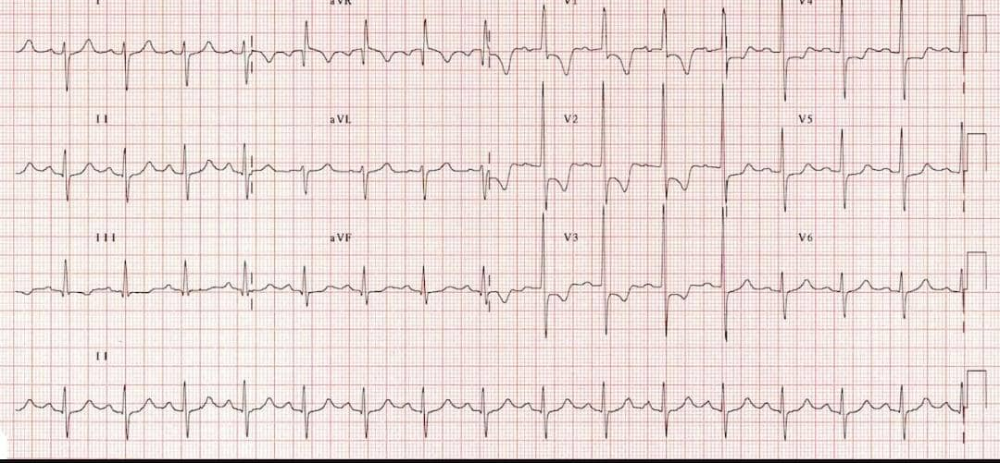 I aVR V1 V4
II aVL V2 V5
III aVF V3 V6
II